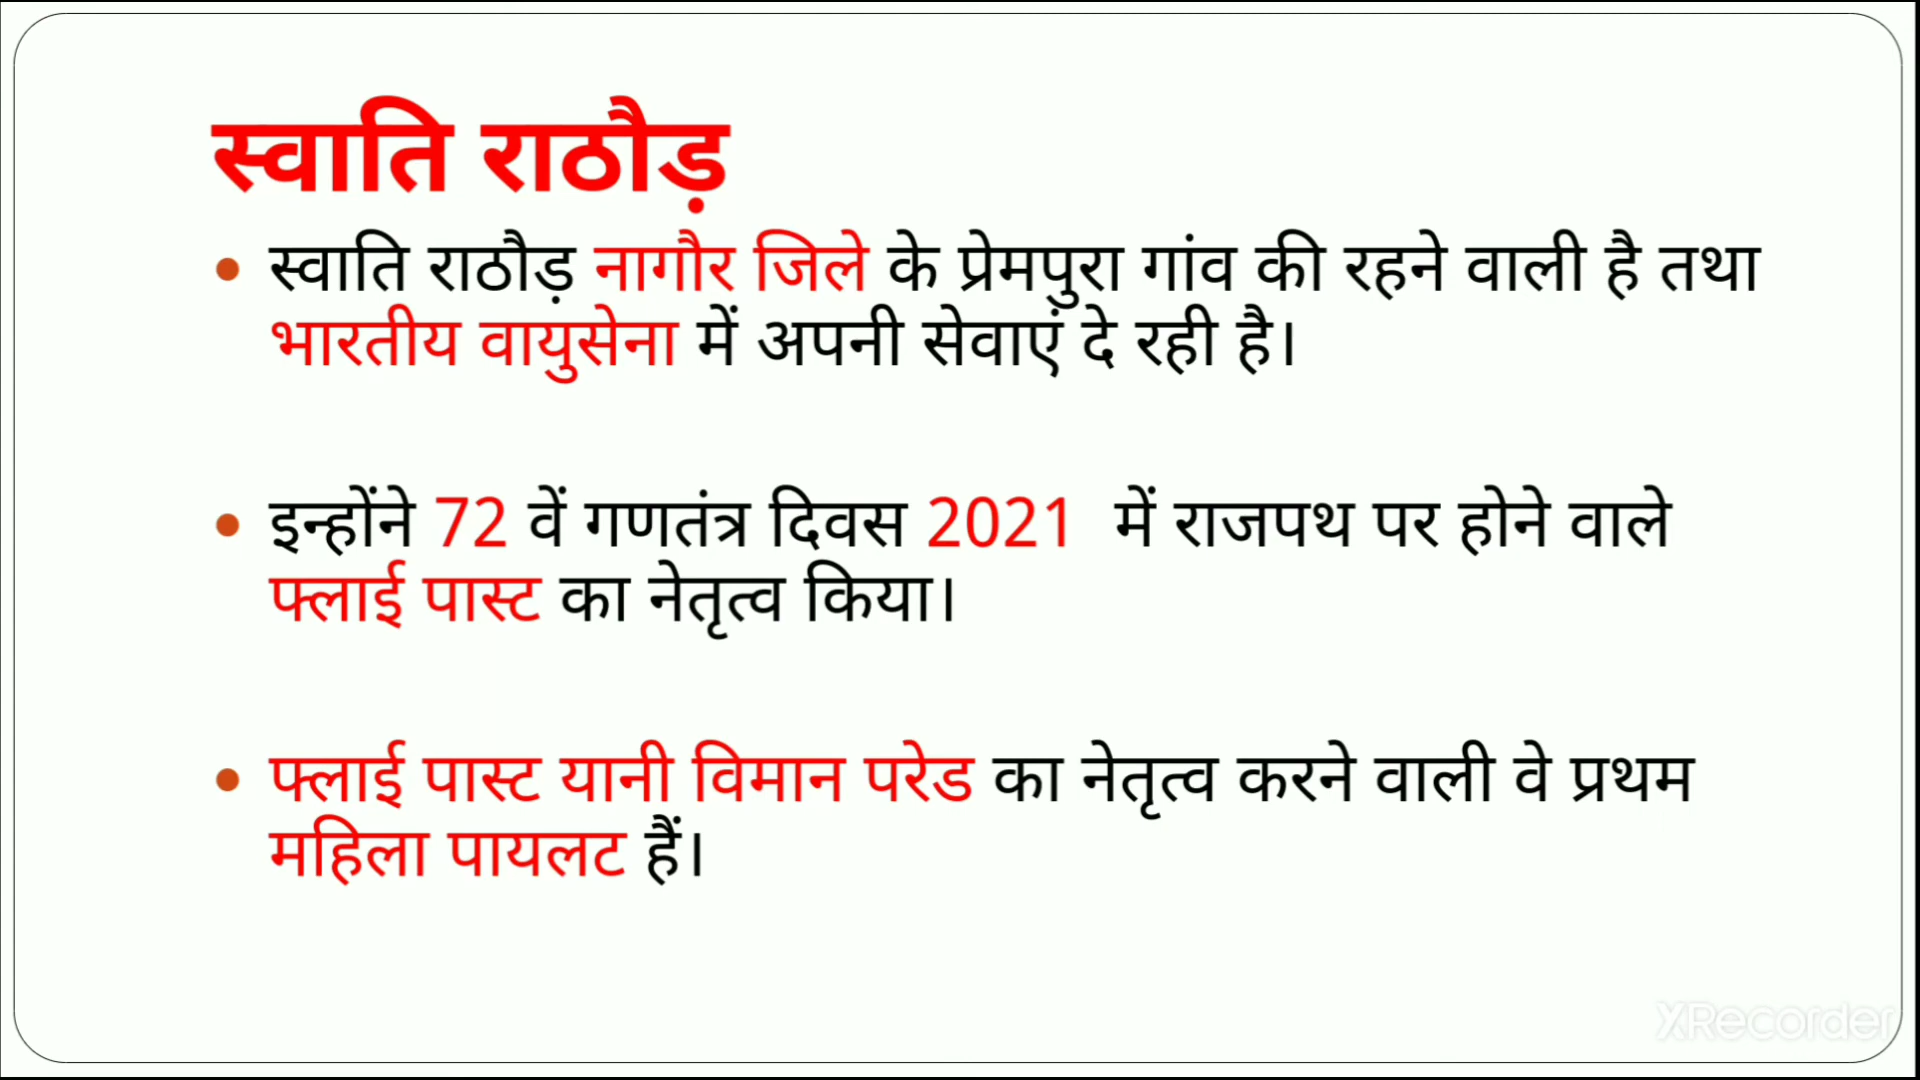 स्वाति राठौड़
• स्वाति राठौड़ नागौर जिले के प्रेमपुरा गांव की रहने वाली है तथा
भारतीय वायुसेना में अपनी सेवाएं दे रही है।
• इन्होंने 72 वें गणतंत्र दिवस 2021 में राजपथ पर होने वाले
फ्लाई पास्ट का नेतृत्व किया।
• फ्लाई पास्ट यानी विमान परेड का नेतृत्व करने वाली वे प्रथम
महिला पायलट हैं।
XRecorder